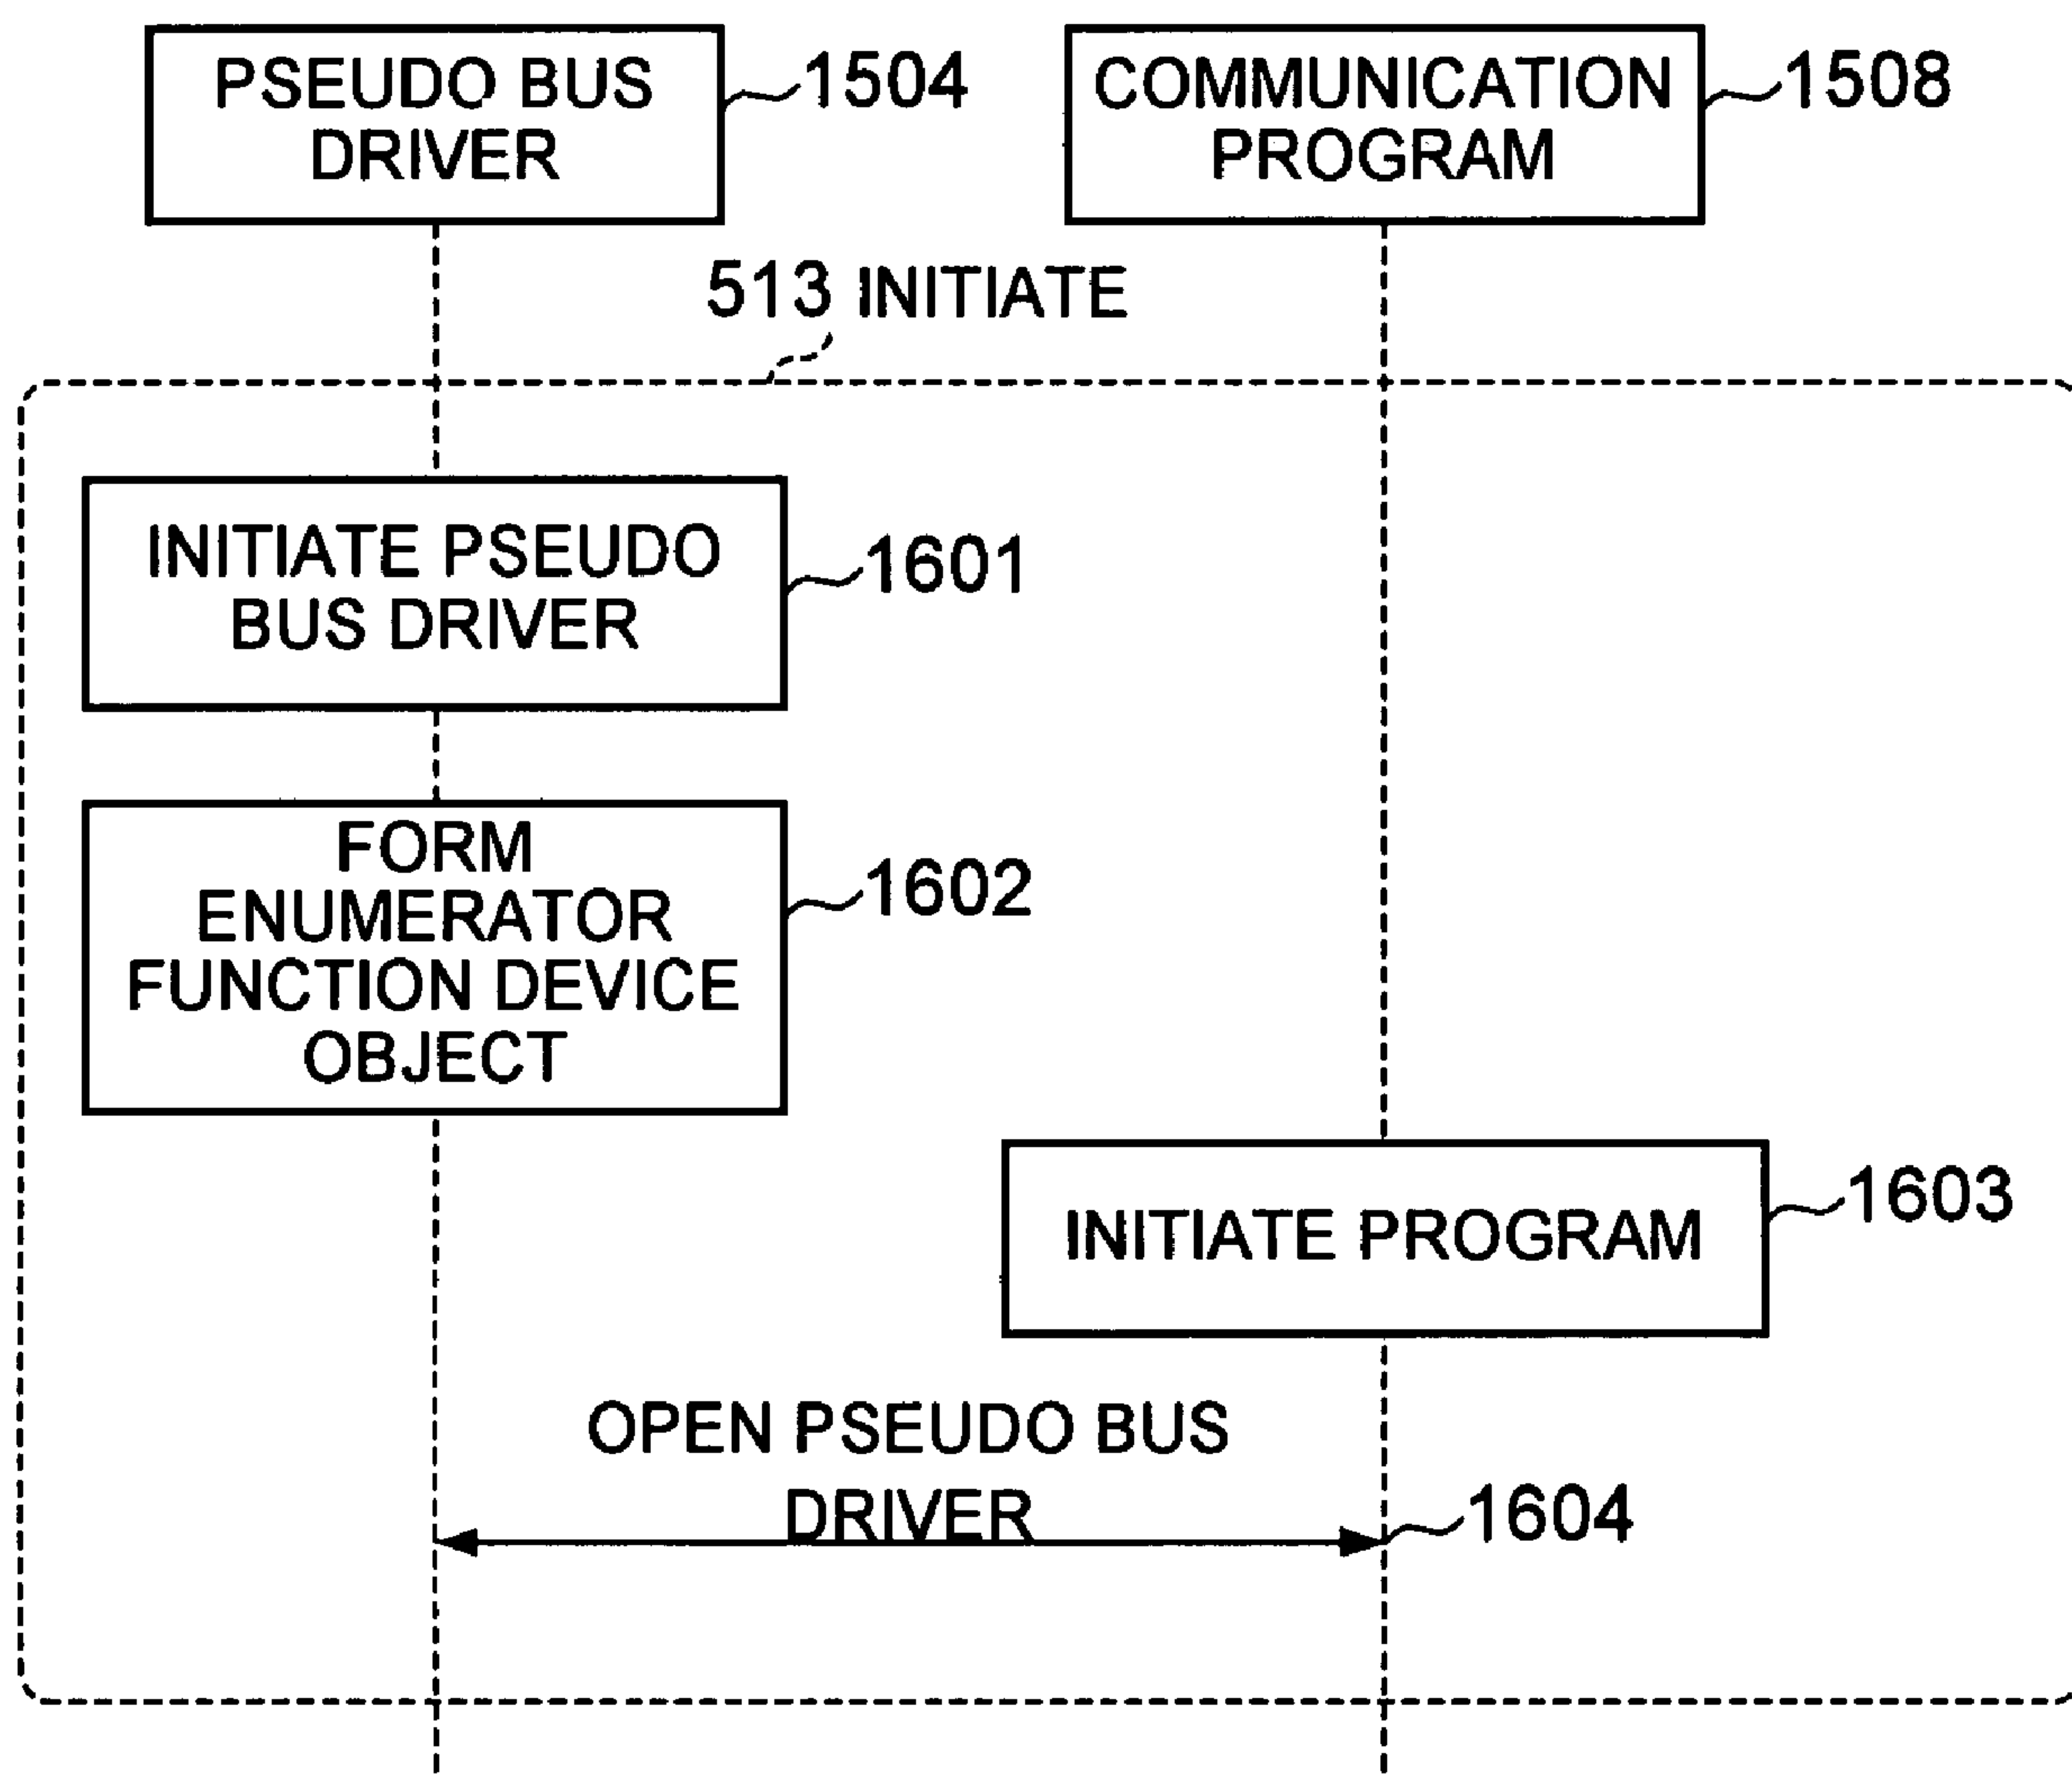 PSEUDO BUS
DRIVER
1504
COMMUNICATION
PROGRAM
1508
513 INITIATE
INITIATE PSEUDO
BUS DRIVER
1601
FORM
ENUMERATOR
FUNCTION DEVICE
OBJECT
1602
INITIATE PROGRAM
1603
OPEN PSEUDO BUS
DRIVER
1604